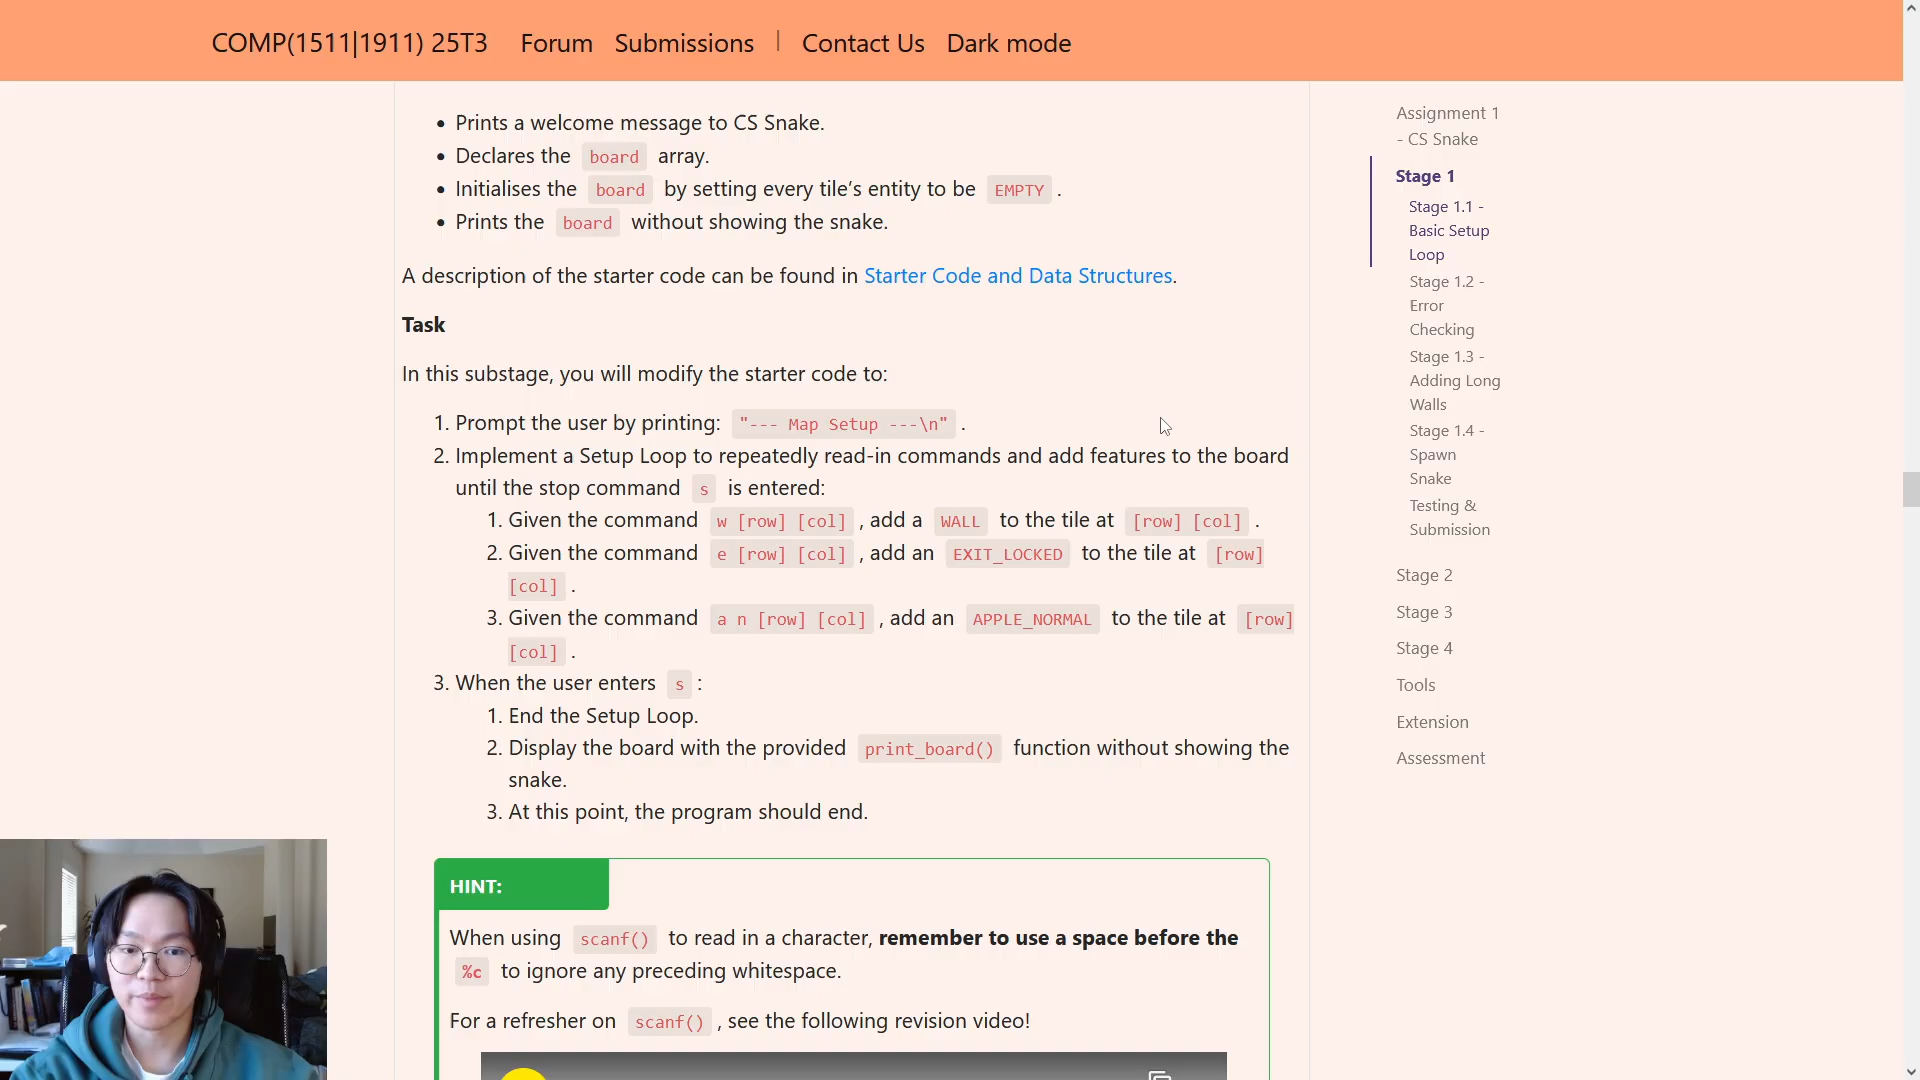 COMP(1511|1911) 25T3 Forum Submissions | Contact Us Dark mode
• Prints a welcome message to CS Snake.
• Declares the board array.
• Initialises the board by setting every tile’s entity to be EMPTY .
• Prints the board without showing the snake.
A description of the starter code can be found in Starter Code and Data Structures.
Task
In this substage, you will modify the starter code to:
1. Prompt the user by printing: "--- Map Setup ---\n" .
2. Implement a Setup Loop to repeatedly read-in commands and add features to the board
until the stop command s is entered:
1. Given the command w [row] [col] , add a WALL to the tile at [row] [col] .
2. Given the command e [row] [col] , add an EXIT_LOCKED to the tile at [row]
[col] .
3. Given the command a n [row] [col] , add an APPLE_NORMAL to the tile at [row]
[col] .
3. When the user enters s :
1. End the Setup Loop.
2. Display the board with the provided print_board() function without showing the
snake.
3. At this point, the program should end.
HINT:
When using scanf() to read in a character, remember to use a space before the
%c to ignore any preceding whitespace.
For a refresher on scanf() , see the following revision video!
Assignment 1
- CS Snake
Stage 1
Stage 1.1 -
Basic Setup
Loop
Stage 1.2 -
Error
Checking
Stage 1.3 -
Adding Long
Walls
Stage 1.4 -
Spawn
Snake
Testing &
Submission
Stage 2
Stage 3
Stage 4
Tools
Extension
Assessment